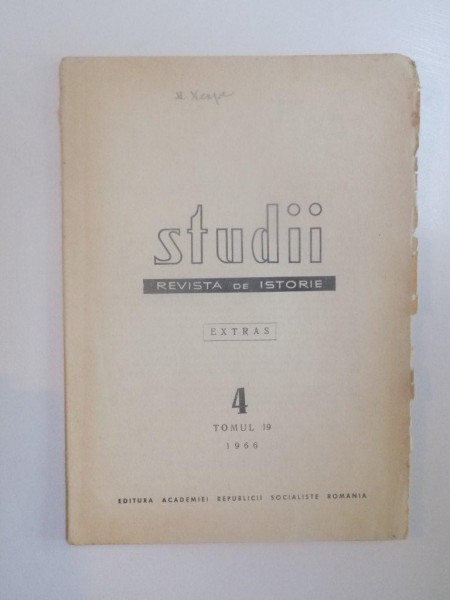 studii
REVISTA DE ISTORIE
EXTRAS
4
TOMUL 19
1966
EDITURA ACADEMIEI REPUBLICII SOCIALISTE ROMANIA